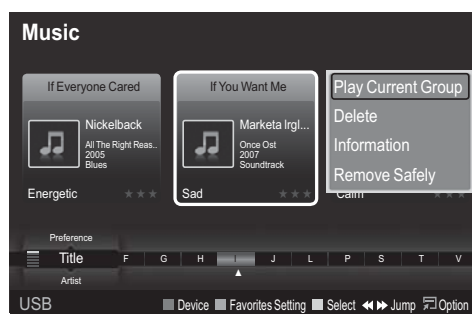 Music
If Everyone Cared
Nickelback
All The Right Reas..
2005
Blues
Energetic
If You Want Me
Marketa Irgl...
Once Ost
2007
Soundtrack
Sad
Play Current Group
Delete
Information
Remove Safely
Calm
Preference
Title F G H I J L P S T V
Artist
USB Device Favorites Setting Select Jump Option